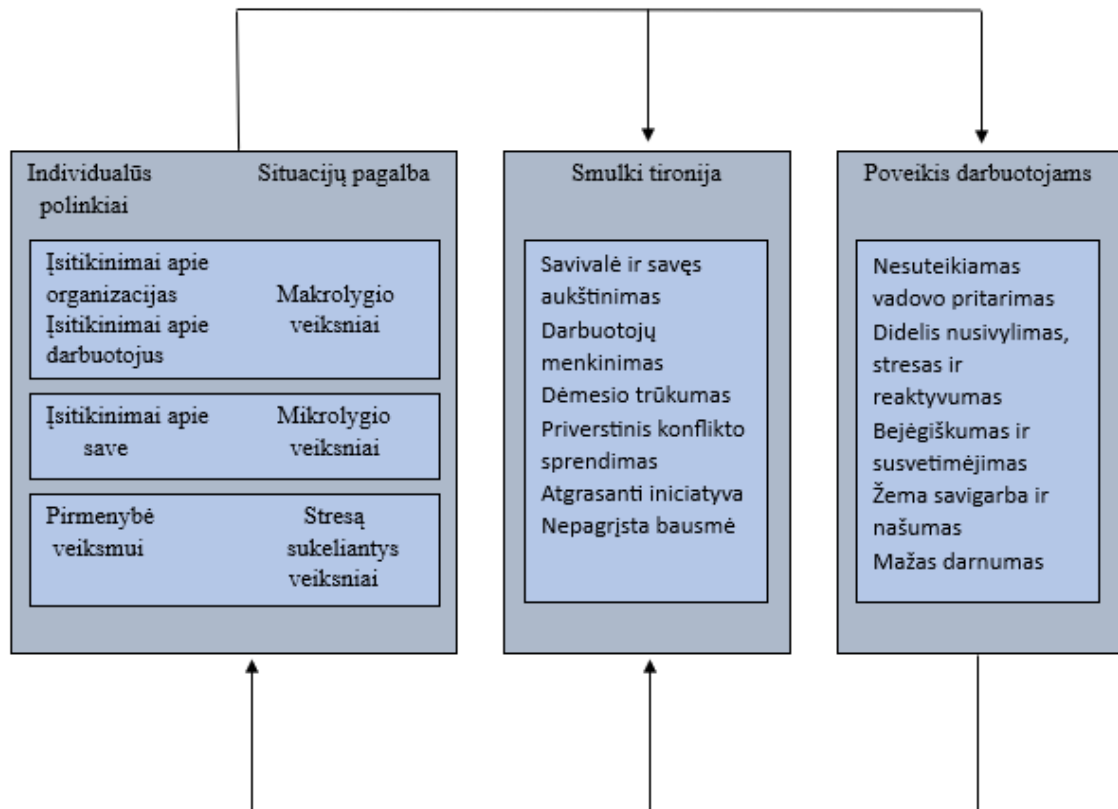 Individualūs polinkiai
Situacijų pagalba
Įsitikinimai apie
organizacijas
Įsitikinimai apie
darbuotojus
Makrolygio
veiksniai
Įsitikinimai apie
save
Mikrolygio
veiksniai
Pirmenybė
veiksmui
Stresą
sukeliantys
veiksniai
Smulki tironija
Savivalė ir savęs
aukštinimas
Darbuotojų
menkinimas
Dėmesio trūkumas
Priverstinis konflikto
sprendimas
Atgrasanti iniciatyva
Nepagrįsta bausmė
Poveikis darbuotojams
Nesuteikiamas
vadovo pritarimas
Didelis nusivylimas,
stresas ir
reaktyvumas
Bejėgiškumas ir
susvetimėjimas
Žema savigarba ir
našumas
Mažas darnumas